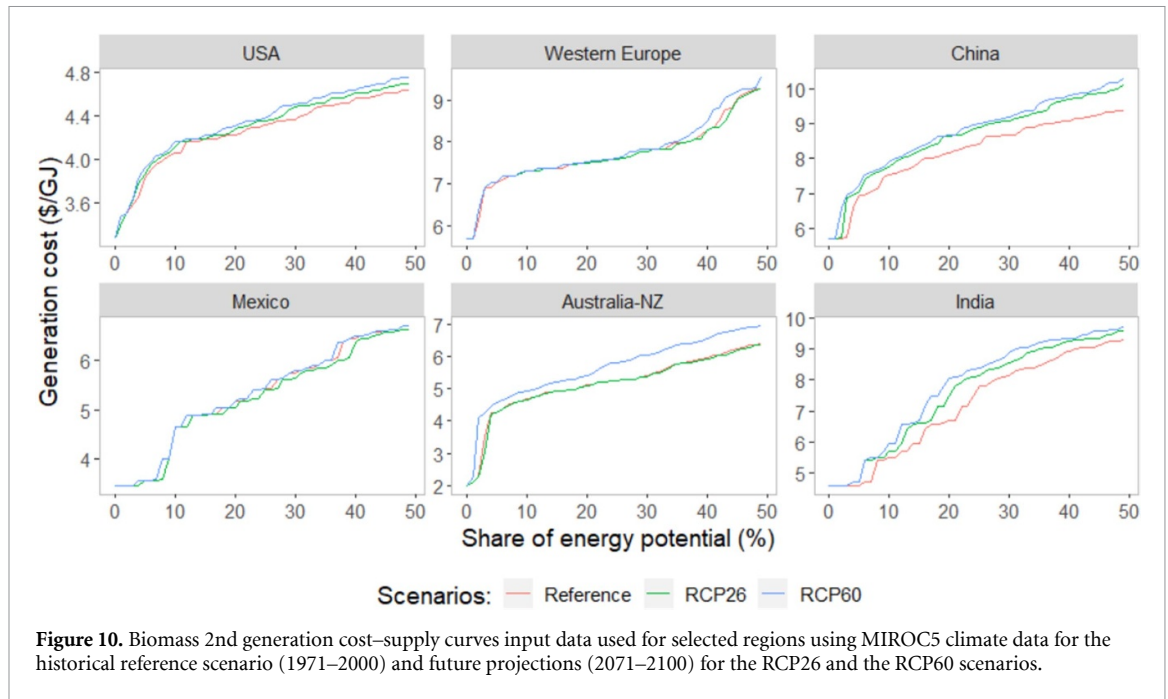 USA
Western Europe
China
4.8
4.4
4.0
3.6
9
8
7
6
10
9
8
7
6
0 10 20 30 40 50
0 10 20 30 40 50
0 10 20 30 40 50
Generation cost ($/GJ)
Mexico
Australia-NZ
India
6
5
4
7
6
5
4
3
2
10
9
8
7
6
5
0 10 20 30 40 50
0 10 20 30 40 50
0 10 20 30 40 50
Share of energy potential (%)
Scenarios: Reference RCP26 RCP60
Figure 10. Biomass 2nd generation cost–supply curves input data used for selected regions using MIROC5 climate data for the
historical reference scenario (1971–2000) and future projections (2071–2100) for the RCP26 and the RCP60 scenarios.